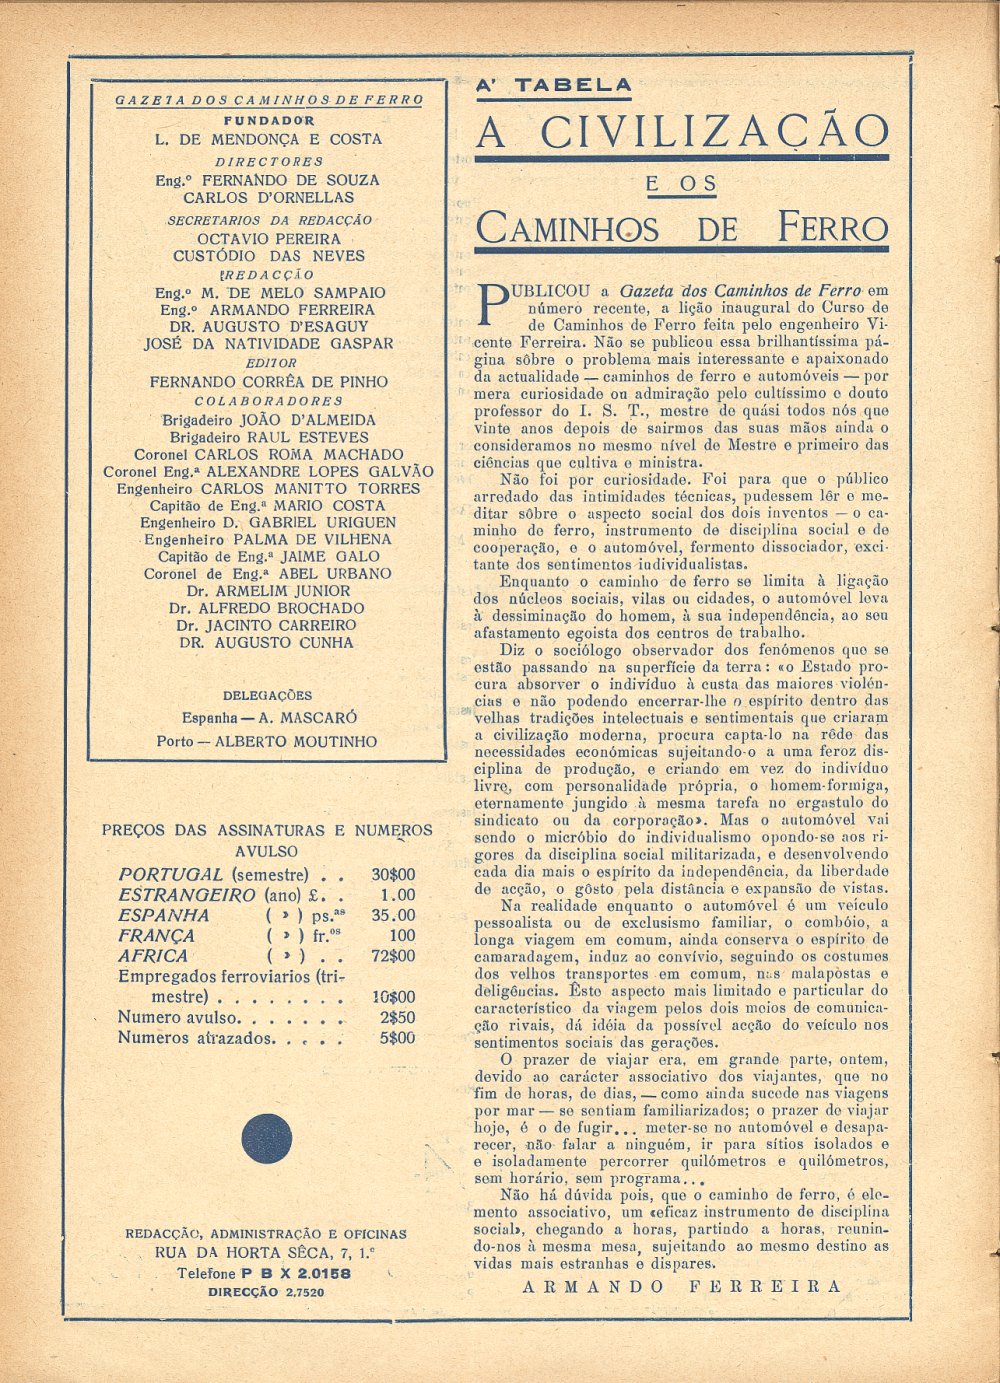 GAZETA DOS CAMINHOS DE FERRO
FUNDADOR
L. DE MENDONÇA E COSTA
DIRECTORES
Eng.º FERNANDO DE SOUZA
CARLOS D'ORNELLAS
SECRETARIOS DA REDACÇÃO
OCTAVIO PEREIRA
CUSTÓDIO DAS NEVES
REDACÇÃO
Eng.º M. DE MELO SAMPAIO
Eng.º ARMANDO FERREIRA
DR. AUGUSTO D'ESAGUY
JOSÉ DA NATIVIDADE GASPAR
EDITOR
FERNANDO CORRÊA DE PINHO
COLABORADORES
Brigadeiro JOÃO D'ALMEIDA
Brigadeiro RAUL ESTEVES
Coronel CARLOS ROMA MACHADO
Coronel Eng.ª ALEXANDRE LOPES GALVÃO
Engenheiro CARLOS MANITTO TORRES
Capitão de Eng.ª MARIO COSTA
Engenheiro D. GABRIEL URIGUEN
Engenheiro PALMA DE VILHENA
Capitão de Eng.ª JAIME GALO
Coronel de Eng.ª ABEL URBANO
Dr. ARMELIM JUNIOR
Dr. ALFREDO BROCHADO
Dr. JACINTO CARREIRO
DR. AUGUSTO CUNHA
DELEGAÇÕES
Espanha — A. MASCARÓ
Porto — ALBERTO MOUTINHO
PREÇOS DAS ASSINATURAS E NUMEROS
AVULSO
PORTUGAL (semestre) . . 30$00
ESTRANGEIRO (ano) £. . 1.00
ESPANHA ( » ) ps.as 35.00
FRANÇA ( » ) fr.os 100
AFRICA ( » ) . . 72$00
Empregados ferroviarios (tri-
mestre) . . . . . . . . 10$00
Numero avulso. . . . . . . 2$50
Numeros atrazados. . . . . 5$00
REDACÇÃO, ADMINISTRAÇÃO E OFICINAS
RUA DA HORTA SÊCA, 7, 1.º
Telefone P B X 2.0158
DIRECÇÃO 2.7520
A' TABELA
A CIVILIZAÇÃO
E OS
CAMINHOS DE FERRO
PUBLICOU a Gazeta dos Caminhos de Ferro em
número recente, a lição inaugural do Curso de
de Caminhos de Ferro feita pelo engenheiro Vi-
cente Ferreira. Não se publicou essa brilhantíssima pá-
gina sôbre o problema mais interessante e apaixonado
da actualidade — caminhos de ferro e automóveis — por
mera curiosidade ou admiração pelo cultíssimo e douto
professor do I. S. T., mestre de quási todos nós que
vinte anos depois de sairmos das suas mãos ainda o
consideramos no mesmo nível de Mestre e primeiro das
ciências que cultiva e ministra.
Não foi por curiosidade. Foi para que o público
arredado das intimidades técnicas, pudessem lêr e me-
ditar sôbre o aspecto social dos dois inventos — o ca-
minho de ferro, instrumento de disciplina social e de
cooperação, e o automóvel, fermento dissociador, exci-
tante dos sentimentos individualistas.
Enquanto o caminho de ferro se limita à ligação
dos núcleos sociais, vilas ou cidades, o automóvel leva
à dessiminação do homem, à sua independência, ao seu
afastamento egoista dos centros de trabalho.
Diz o sociólogo observador dos fenómenos que se
estão passando na superfície da terra : «o Estado pro-
cura absorver o indivíduo à custa das maiores violên-
cias e não podendo encerrar-lhe o espírito dentro das
velhas tradições intelectuais e sentimentais que criaram
a civilização moderna, procura capta-lo na rêde das
necessidades económicas sujeitando-o a uma feroz dis-
ciplina de produção, e criando em vez do indivíduo
livre, com personalidade própria, o homem-formiga,
eternamente jungido à mesma tarefa no ergastulo do
sindicato ou da corporação». Mas o automóvel vai
sendo o micróbio do individualismo opondo-se aos ri-
gores da disciplina social militarizada, e desenvolvendo
cada dia mais o espírito da independência, da liberdade
de acção, o gôsto pela distância e expansão de vistas.
Na realidade enquanto o automóvel é um veículo
pessoalista ou de exclusismo familiar, o combóio, a
longa viagem em comum, ainda conserva o espírito de
camaradagem, induz ao convívio, seguindo os costumes
dos velhos transportes em comum, nas malapostas e
deligências. Êste aspecto mais limitado e particular do
característico da viagem pelos dois meios de comunica-
ção rivais, dá idéia da possível acção do veículo nos
sentimentos sociais das gerações.
O prazer de viajar era, em grande parte, ontem,
devido ao carácter associativo dos viajantes, que no
fim de horas, de dias, — como ainda sucede nas viagens
por mar — se sentiam familiarizados; o prazer de viajar
hoje, é o de fugir... meter-se no automóvel e desapa-
recer, não falar a ninguém, ir para sítios isolados e
e isoladamente percorrer quilómetros e quilómetros,
sem horário, sem programa...
Não há dúvida pois, que o caminho de ferro, é ele-
mento associativo, um «eficaz instrumento de disciplina
social», chegando a horas, partindo a horas, reunin-
do-nos à mesma mesa, sujeitando ao mesmo destino as
vidas mais estranhas e dispares.
ARMANDO FERREIRA